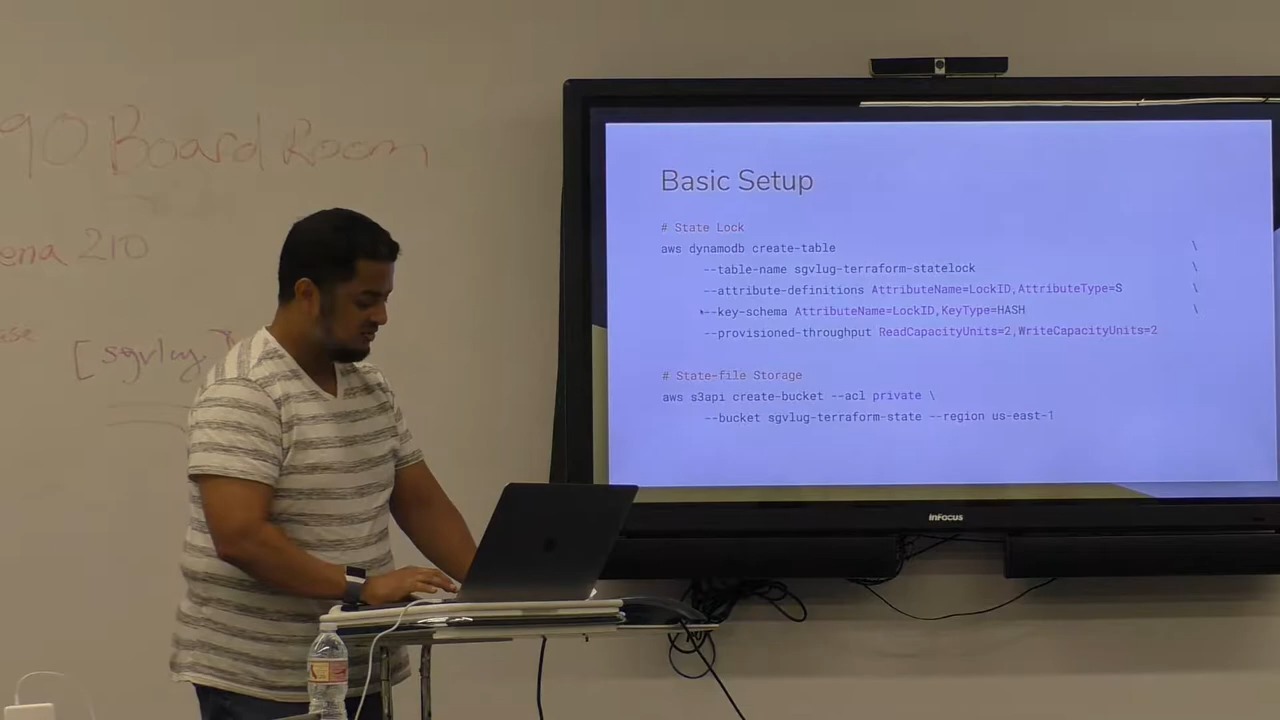 90 Board Room
ena 210
[ sgvlug
Basic Setup
# State Lock
aws dynamodb create-table \
--table-name sgvlug-terraform-statelock \
--attribute-definitions AttributeName=LockID,AttributeType=S \
--key-schema AttributeName=LockID,KeyType=HASH \
--provisioned-throughput ReadCapacityUnits=2,WriteCapacityUnits=2
# State-file Storage
aws s3api create-bucket --acl private \
--bucket sgvlug-terraform-state --region us-east-1
InFocus